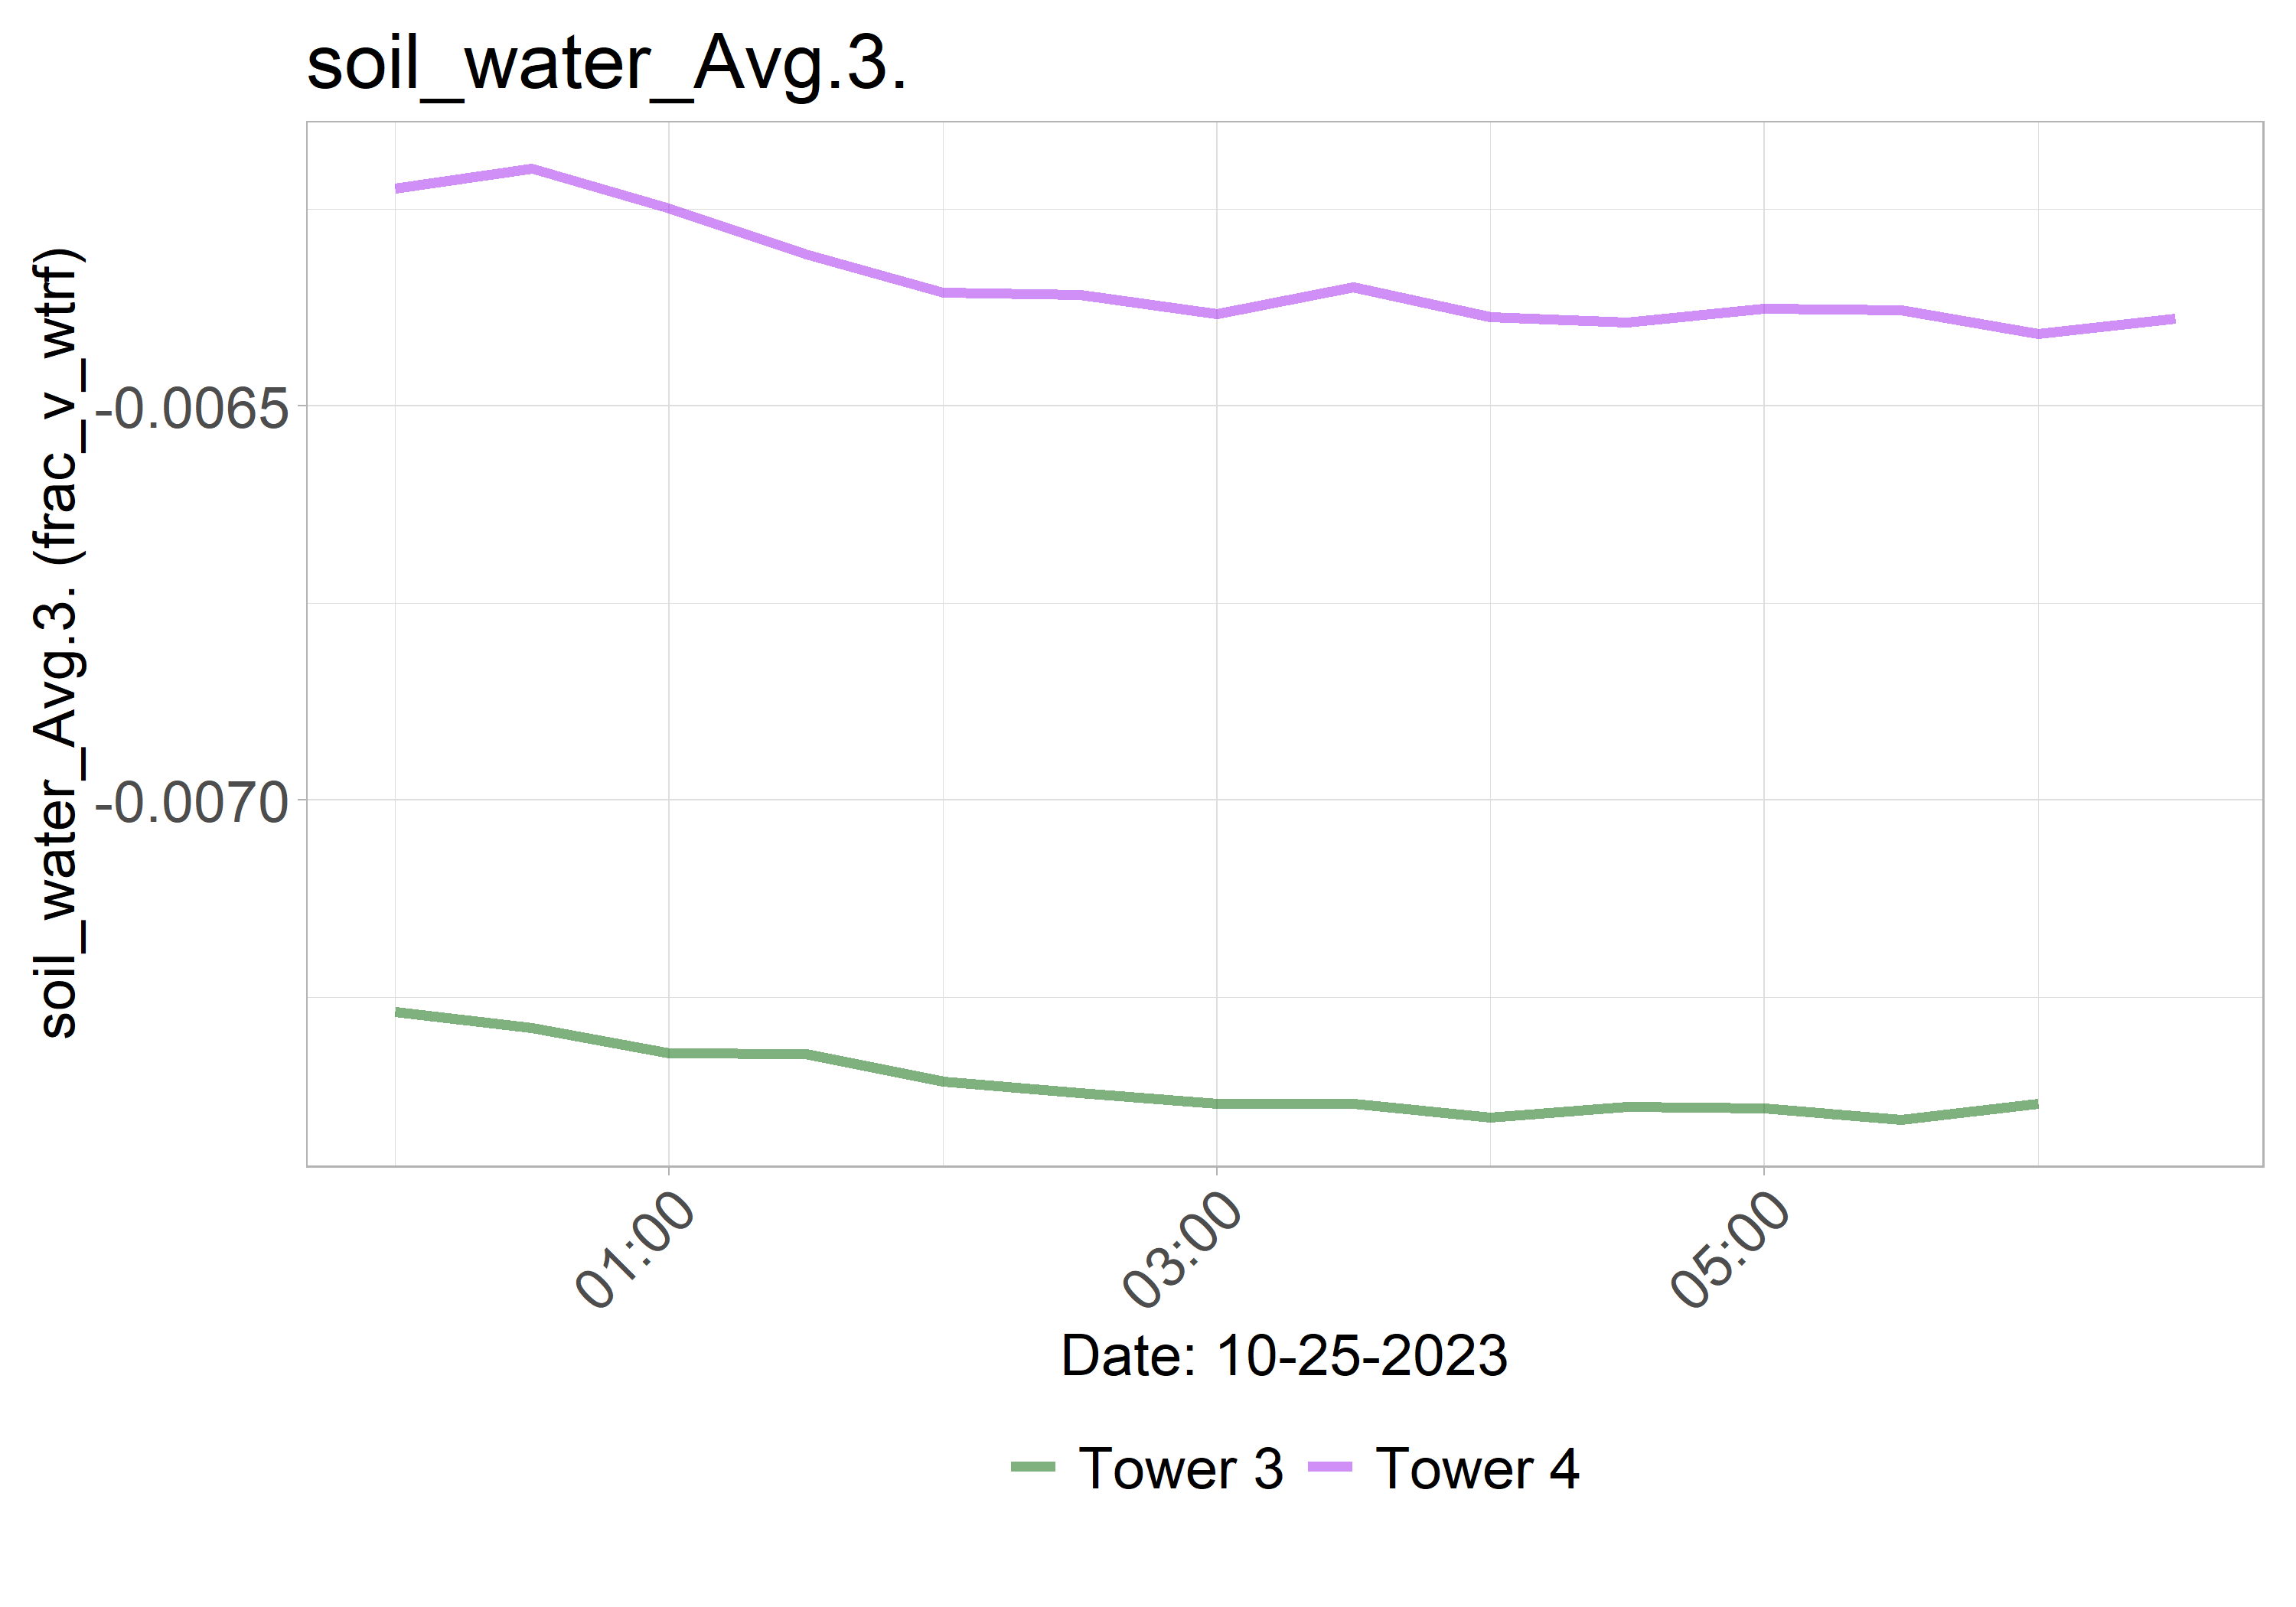 soil_water_Avg.3.
soil_water_Avg.3. (frac_v_wtrf)
-0.0065
-0.0070
01:00
03:00
05:00
Date: 10-25-2023
Tower 3
Tower 4